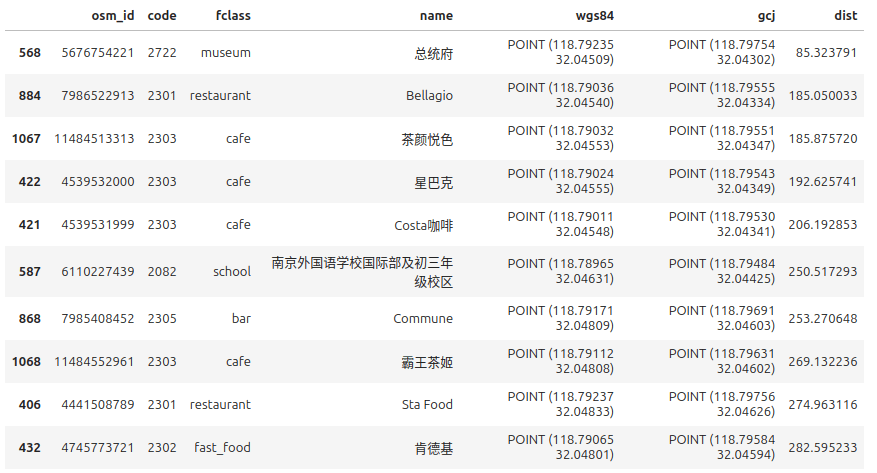 osm_id code fclass name wgs84 gcj dist
568 5676754221 2722 museum 总统府 POINT (118.79235 32.04509) POINT (118.79754 32.04302) 85.323791
884 7986522913 2301 restaurant Bellagio POINT (118.79036 32.04540) POINT (118.79555 32.04334) 185.050033
1067 11484513313 2303 cafe 茶颜悦色 POINT (118.79032 32.04553) POINT (118.79551 32.04347) 185.875720
422 4539532000 2303 cafe 星巴克 POINT (118.79024 32.04555) POINT (118.79543 32.04349) 192.625741
421 4539531999 2303 cafe Costa咖啡 POINT (118.79011 32.04548) POINT (118.79530 32.04341) 206.192853
587 6110227439 2082 school 南京外国语学校国际部及初三年级校区 POINT (118.78965 32.04631) POINT (118.79484 32.04425) 250.517293
868 7985408452 2305 bar Commune POINT (118.79171 32.04809) POINT (118.79691 32.04603) 253.270648
1068 11484552961 2303 cafe 霸王茶姬 POINT (118.79112 32.04808) POINT (118.79631 32.04602) 269.132236
406 4441508789 2301 restaurant Sta Food POINT (118.79237 32.04833) POINT (118.79756 32.04626) 274.963116
432 4745773721 2302 fast_food 肯德基 POINT (118.79065 32.04801) POINT (118.79584 32.04594) 282.595233